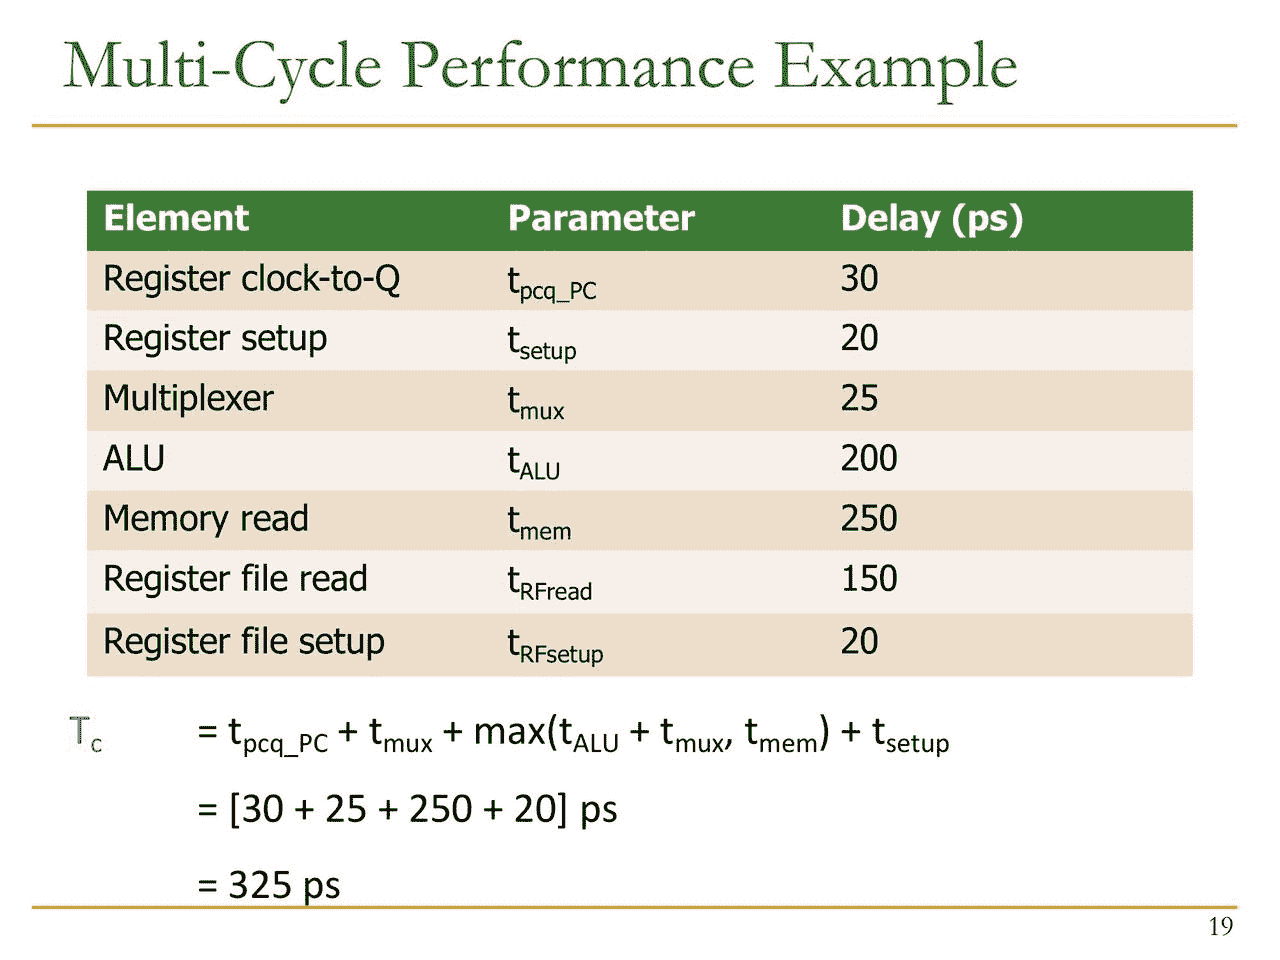 Multi-Cycle Performance Example
Element Parameter Delay (ps)
Register clock-to-Q tpcq_PC 30
Register setup tsetup 20
Multiplexer tmux 25
ALU tALU 200
Memory read tmem 250
Register file read tRFread 150
Register file setup tRFsetup 20
Tc = tpcq_PC + tmux + max(tALU + tmux, tmem) + tsetup
= [30 + 25 + 250 + 20] ps
= 325 ps
19